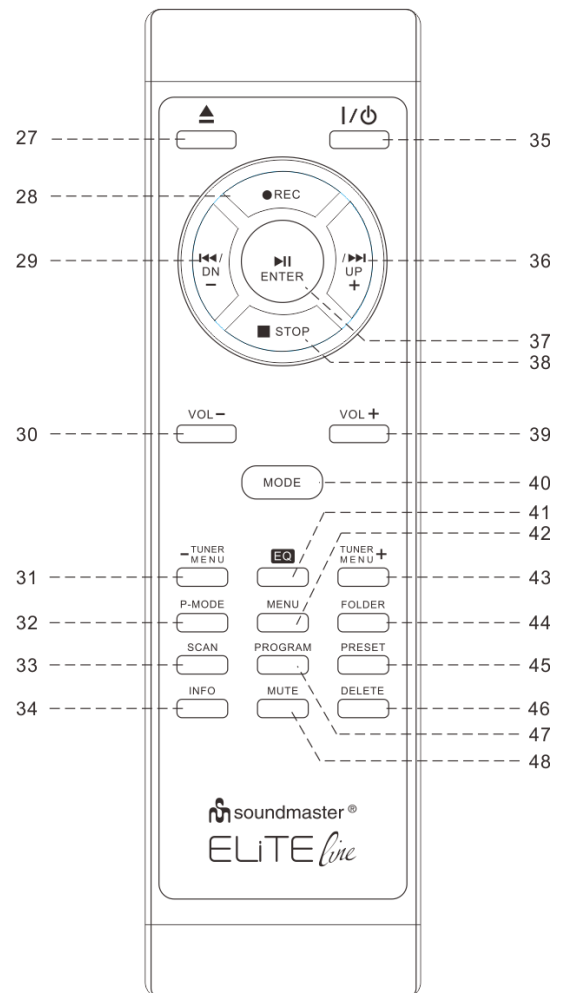 27 35
28 ●REC
29 ⏮/ DN − ⏯ ENTER /⏭ UP + 36
37
■ STOP 38
VOL − VOL +
30 39
MODE 40
41
42
− TUNER MENU EQ TUNER MENU +
31 43
P-MODE MENU FOLDER
32 44
SCAN PROGRAM PRESET
33 45
INFO MUTE DELETE
34 46
47
48
soundmaster ®
ELiTE line